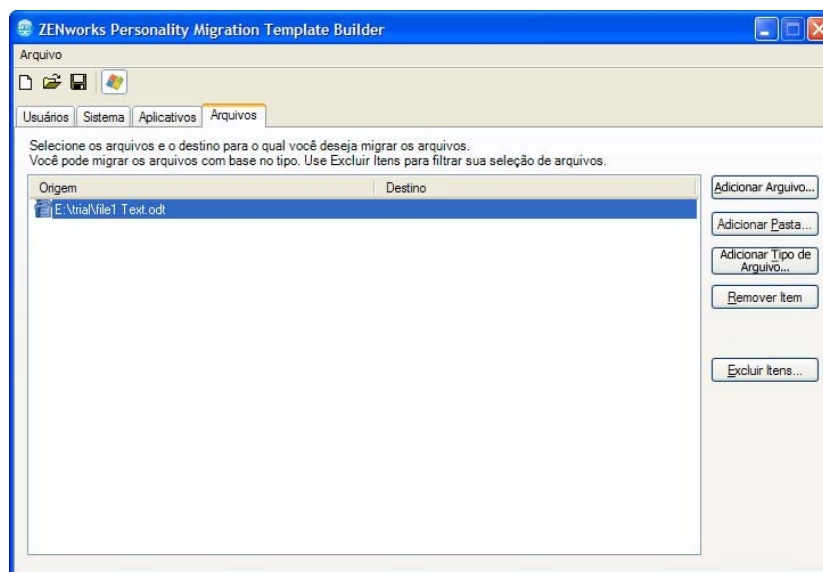 ZENworks Personality Migration Template Builder
Arquivo
Usuários Sistema Aplicativos Arquivos
Selecione os arquivos e o destino para o qual você deseja migrar os arquivos.
Você pode migrar os arquivos com base no tipo. Use Excluir Itens para filtrar sua seleção de arquivos.
Origem Destino
E:\trial\file1 Text.odt
Adicionar Arquivo...
Adicionar Pasta...
Adicionar Tipo de
Arquivo...
Remover Item
Excluir Itens...